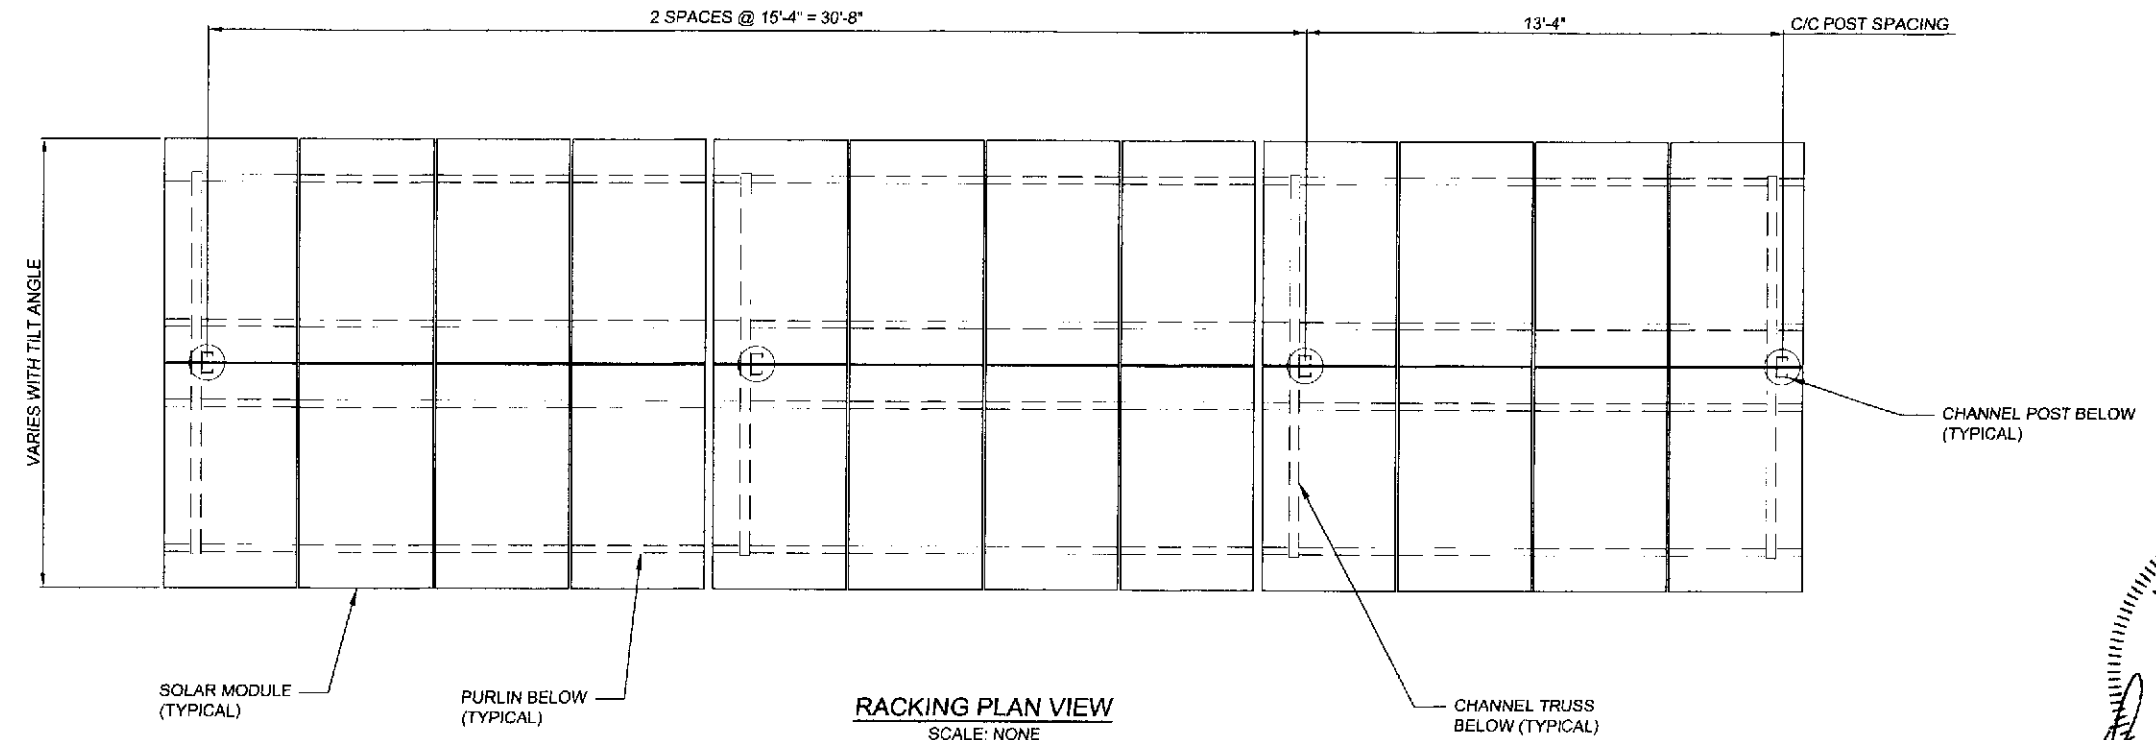 2 SPACES @ 15'-4" = 30'-8"
13'-4"
C/C POST SPACING
VARIES WITH TILT ANGLE
CHANNEL POST BELOW
(TYPICAL)
SOLAR MODULE
(TYPICAL)
PURLIN BELOW
(TYPICAL)
RACKING PLAN VIEW
SCALE: NONE
CHANNEL TRUSS
BELOW (TYPICAL)